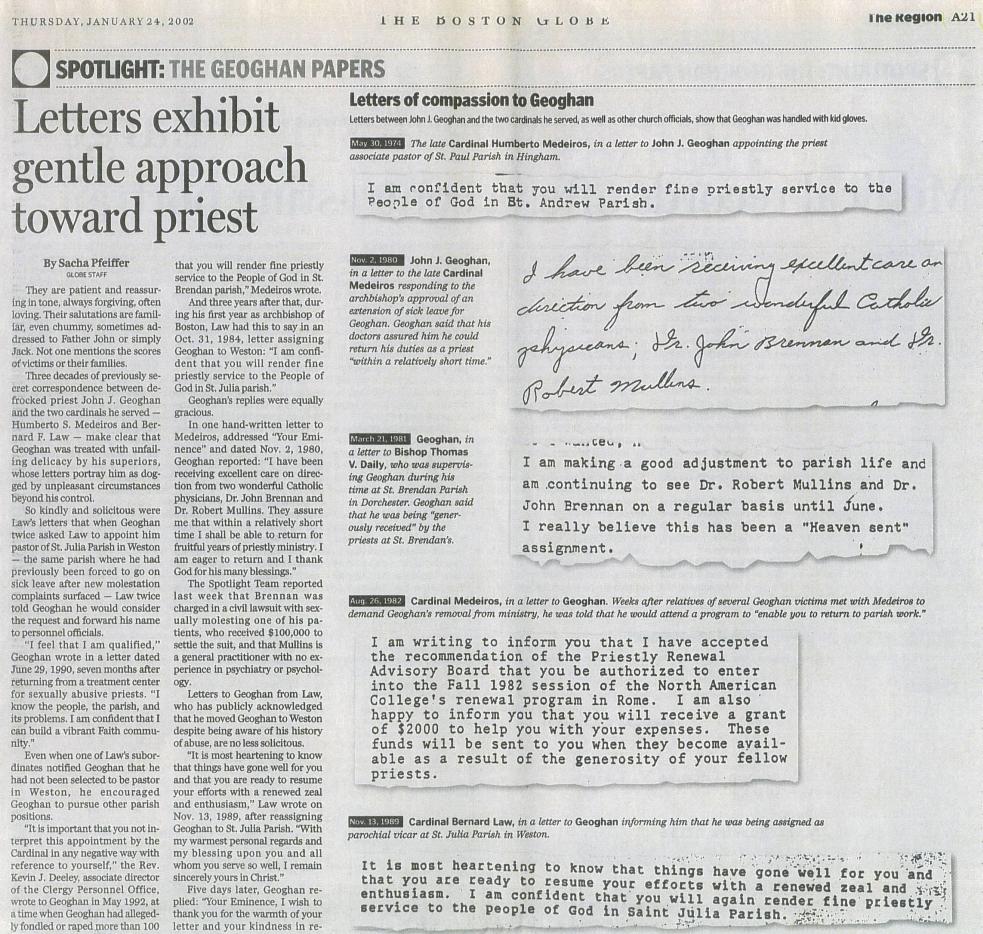 THURSDAY, JANUARY 24, 2002
THE BOSTON GLOBE
The Region A21
SPOTLIGHT: THE GEOGHAN PAPERS
Letters exhibit
gentle approach
toward priest
By Sacha Pfeiffer
GLOBE STAFF
They are patient and reassur-
ing in tone, always forgiving, often
loving. Their salutations are famil-
iar, even chummy, sometimes ad-
dressed to Father John or simply
Jack. Not one mentions the scores
of victims or their families.
Three decades of previously se-
cret correspondence between de-
frocked priest John J. Geoghan
and the two cardinals he served —
Humberto S. Medeiros and Ber-
nard F. Law — make clear that
Geoghan was treated with unfail-
ing delicacy by his superiors,
whose letters portray him as dog-
ged by unpleasant circumstances
beyond his control.
So kindly and solicitous were
Law's letters that when Geoghan
twice asked Law to appoint him
pastor of St. Julia Parish in Weston
— the same parish where he had
previously been forced to go on
sick leave after new molestation
complaints surfaced — Law twice
told Geoghan he would consider
the request and forward his name
to personnel officials.
"I feel that I am qualified,"
Geoghan wrote in a letter dated
June 29, 1990, seven months after
returning from a treatment center
for sexually abusive priests. "I
know the people, the parish, and
its problems. I am confident that I
can build a vibrant Faith commu-
nity."
Even when one of Law's subor-
dinates notified Geoghan that he
had not been selected to be pastor
in Weston, he encouraged
Geoghan to pursue other parish
positions.
"It is important that you not in-
terpret this appointment by the
Cardinal in any negative way with
reference to yourself," the Rev.
Kevin J. Deeley, associate director
of the Clergy Personnel Office,
wrote to Geoghan in May 1992, at
a time when Geoghan had alleged-
ly fondled or raped more than 100
that you will render fine priestly
service to the People of God in St.
Brendan parish," Medeiros wrote.
And three years after that, dur-
ing his first year as archbishop of
Boston, Law had this to say in an
Oct. 31, 1984, letter assigning
Geoghan to Weston: "I am confi-
dent that you will render fine
priestly service to the People of
God in St. Julia parish."
Geoghan's replies were equally
gracious.
In one hand-written letter to
Medeiros, addressed "Your Emi-
nence" and dated Nov. 2, 1980,
Geoghan reported: "I have been
receiving excellent care on direc-
tion from two wonderful Catholic
physicians, Dr. John Brennan and
Dr. Robert Mullins. They assure
me that within a relatively short
time I shall be able to return for
fruitful years of priestly ministry. I
am eager to return and I thank
God for his many blessings."
The Spotlight Team reported
last week that Brennan was
charged in a civil lawsuit with sex-
ually molesting one of his pa-
tients, who received $100,000 to
settle the suit, and that Mullins is
a general practitioner with no ex-
perience in psychiatry or psychol-
ogy.
Letters to Geoghan from Law,
who has publicly acknowledged
that he moved Geoghan to Weston
despite being aware of his history
of abuse, are no less solicitous.
"It is most heartening to know
that things have gone well for you
and that you are ready to resume
your efforts with a renewed zeal
and enthusiasm," Law wrote on
Nov. 13, 1989, after reassigning
Geoghan to St. Julia Parish. "With
my warmest personal regards and
my blessing upon you and all
whom you serve so well, I remain
sincerely yours in Christ."
Five days later, Geoghan re-
plied: "Your Eminence, I wish to
thank you for the warmth of your
letter and your kindness in re-
Letters of compassion to Geoghan
Letters between John J. Geoghan and the two cardinals he served, as well as other church officials, show that Geoghan was handled with kid gloves.
May 30, 1974 The late Cardinal Humberto Medeiros, in a letter to John J. Geoghan appointing the priest
associate pastor of St. Paul Parish in Hingham.
I am confident that you will render fine priestly service to the
People of God in St. Andrew Parish.
Nov. 2, 1980 John J. Geoghan,
in a letter to the late Cardinal
Medeiros responding to the
archbishop's approval of an
extension of sick leave for
Geoghan. Geoghan said that his
doctors assured him he could
return his duties as a priest
"within a relatively short time."
I have been receiving excellent care on
direction from two wonderful Catholic
physicians; Dr. John Brennan and Dr.
Robert Mullins.
March 21, 1981 Geoghan, in
a letter to Bishop Thomas
V. Daily, who was supervis-
ing Geoghan during his
time at St. Brendan Parish
in Dorchester. Geoghan said
that he was being "gener-
ously received" by the
priests at St. Brendan's.
I am making a good adjustment to parish life and
am continuing to see Dr. Robert Mullins and Dr.
John Brennan on a regular basis until June.
I really believe this has been a "Heaven sent"
assignment.
Aug. 26, 1982 Cardinal Medeiros, in a letter to Geoghan. Weeks after relatives of several Geoghan victims met with Medeiros to
demand Geoghan's removal from ministry, he was told that he would attend a program to "enable you to return to parish work."
I am writing to inform you that I have accepted
the recommendation of the Priestly Renewal
Advisory Board that you be authorized to enter
into the Fall 1982 session of the North American
College's renewal program in Rome. I am also
happy to inform you that you will receive a grant
of $2000 to help you with your expenses. These
funds will be sent to you when they become avail-
able as a result of the generosity of your fellow
priests.
Nov. 13, 1989 Cardinal Bernard Law, in a letter to Geoghan informing him that he was being assigned as
parochial vicar at St. Julia Parish in Weston.
It is most heartening to know that things have gone well for you and
that you are ready to resume your efforts with a renewed zeal and
enthusiasm. I am confident that you will again render fine priestly
service to the people of God in Saint Julia Parish.